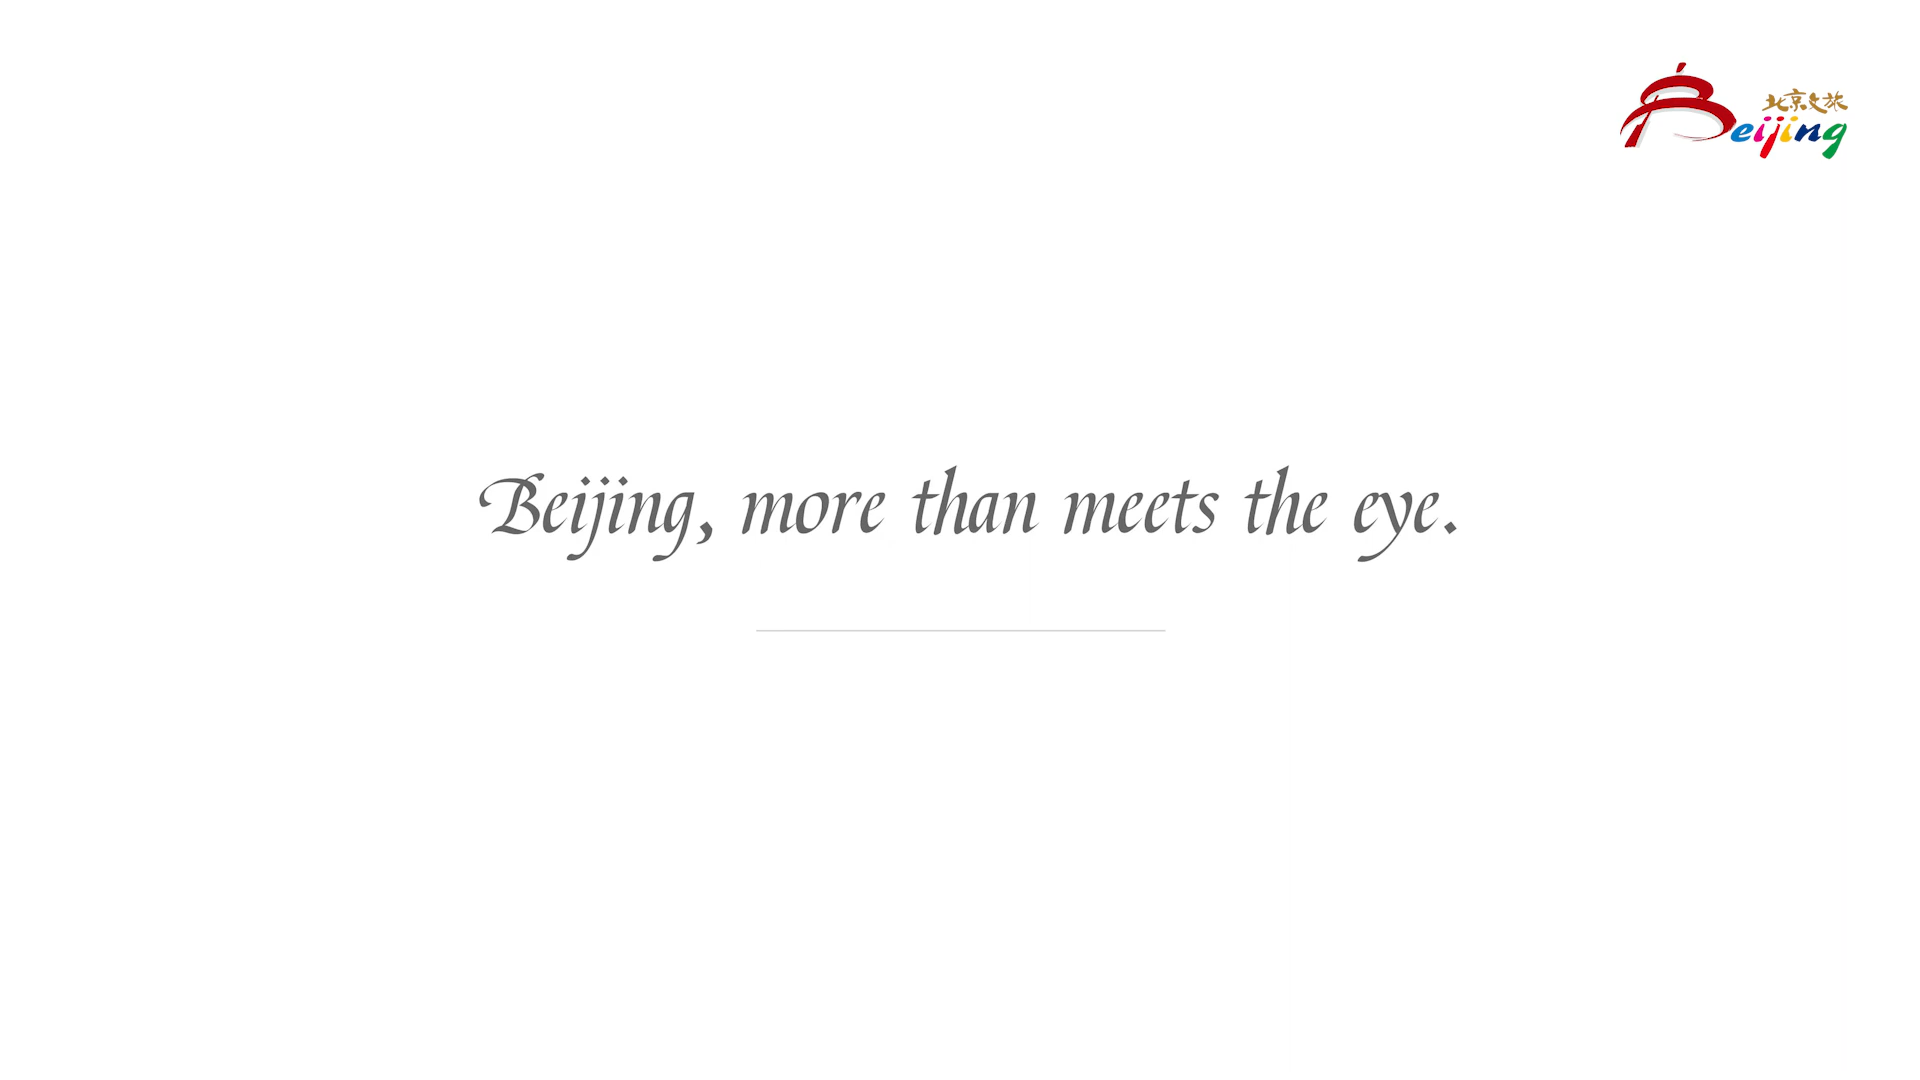 北京文旅
Beijing
Beijing, more than meets the eye.